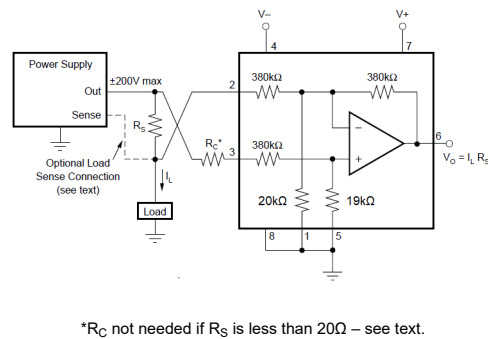 V–
V+
4
7
Power Supply
Out
±200V max
Sense
Optional Load
Sense Connection
(see text)
R_S
R_C*
I_L
Load
2
3
380kΩ
380kΩ
380kΩ
–
+
6
V_O = I_L R_S
20kΩ
19kΩ
8
1
5
*R_C not needed if R_S is less than 20Ω – see text.